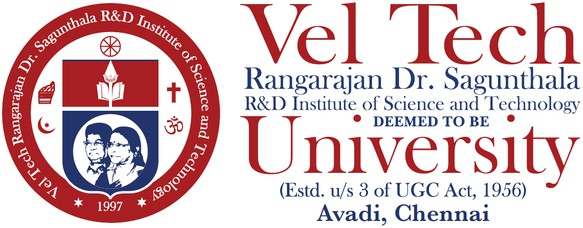 Vel Tech Rangarajan Dr. Sagunthala R&D Institute of Science and Technology
1997
Vel Tech
Rangarajan Dr. Sagunthala
R&D Institute of Science and Technology
DEEMED TO BE
University
(Estd. u/s 3 of UGC Act, 1956)
Avadi, Chennai